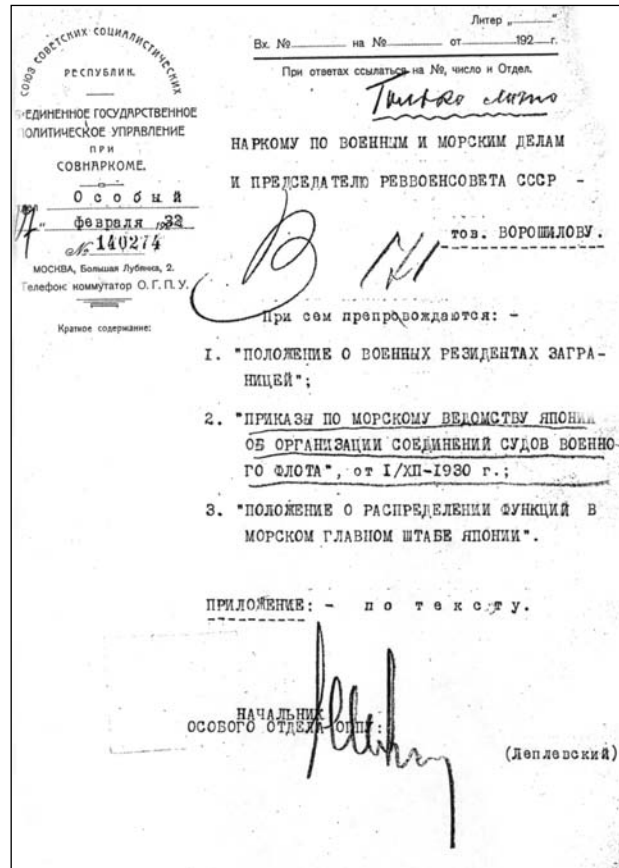 СОЮЗ СОВЕТСКИХ СОЦИАЛИСТИЧЕСКИХ
РЕСПУБЛИК.
ЕДИНЕННОЕ ГОСУДАРСТВЕННОЕ
ПОЛИТИЧЕСКОЕ УПРАВЛЕНИЕ
ПРИ
СОВНАРКОМЕ.
Особый
17 " февраля 1932
№ 140274
МОСКВА, Большая Лубянка, 2.
Телефон: коммутатор О. Г. П. У.
Краткое содержание:
Литер „ “
Вх. № на № от 192 г.
При ответах ссылаться на №, число и Отдел.
Только лично
НАРКОМУ ПО ВОЕННЫМ И МОРСКИМ ДЕЛАМ
И ПРЕДСЕДАТЕЛЮ РЕВВОЕНСОВЕТА СССР -
тов. ВОРОШИЛОВУ.
При сем препровождаются: -
1. "ПОЛОЖЕНИЕ О ВОЕННЫХ РЕЗИДЕНТАХ ЗАГРА-
НИЦЕЙ";
2. "ПРИКАЗЫ ПО МОРСКОМУ ВЕДОМСТВУ ЯПОНИИ
ОБ ОРГАНИЗАЦИИ СОЕДИНЕНИЙ СУДОВ ВОЕННО-
ГО ФЛОТА", от I/XII-1930 г.;
3. "ПОЛОЖЕНИЕ О РАСПРЕДЕЛЕНИИ ФУНКЦИЙ В
МОРСКОМ ГЛАВНОМ ШТАБЕ ЯПОНИИ".
ПРИЛОЖЕНИЕ: - по тексту.
НАЧАЛЬНИК
ОСОБОГО ОТДЕЛА ОГПУ:
(Леплевский)